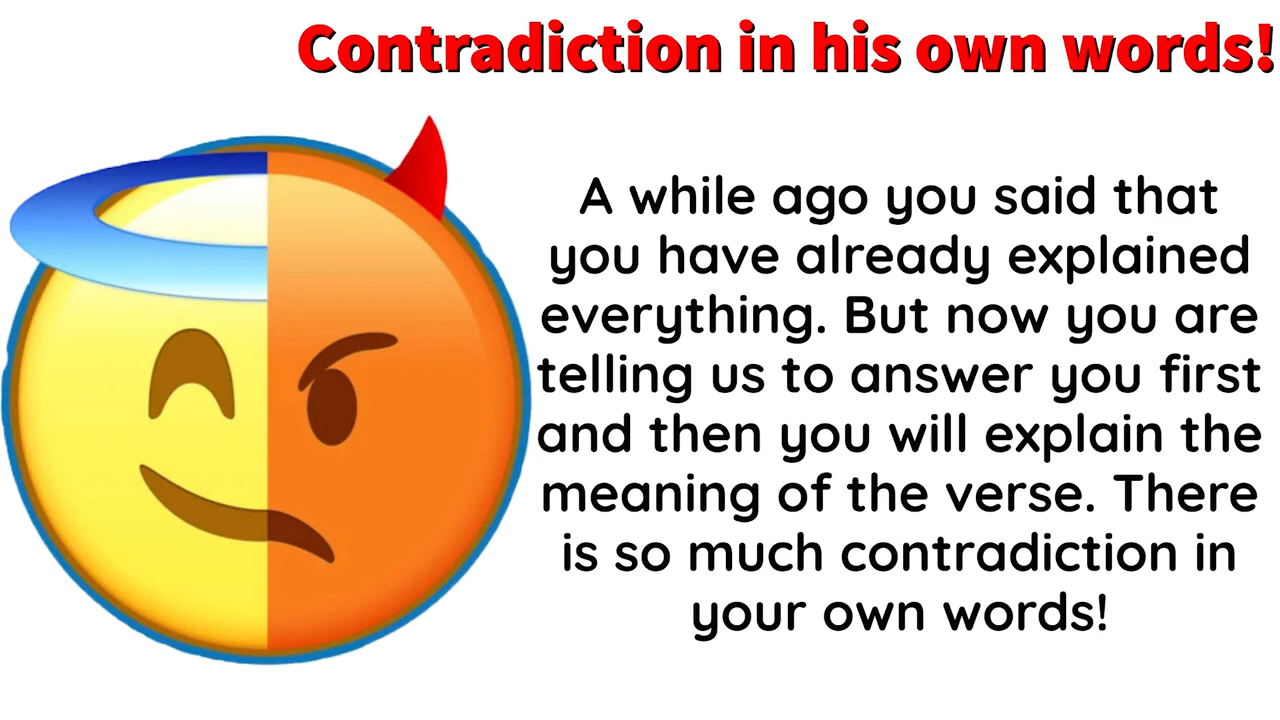 Contradiction in his own words!
A while ago you said that
you have already explained
everything. But now you are
telling us to answer you first
and then you will explain the
meaning of the verse. There
is so much contradiction in
your own words!